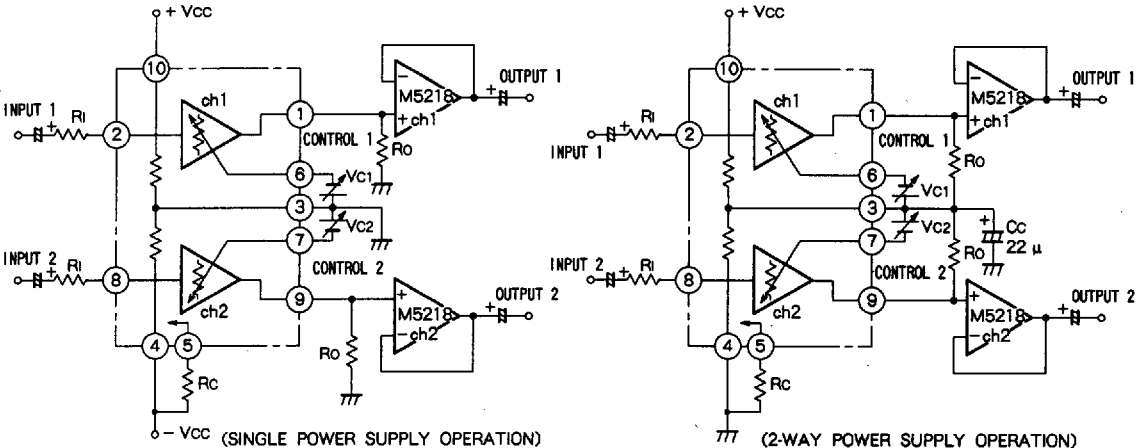 + VCC
10
INPUT 1
+
RI
2
ch1
1
CONTROL 1
6
VC1
3
VC2
7
CONTROL 2
INPUT 2
+
RI
8
ch2
9
4
5
RC
- VCC
−
M5218
+
ch1
RO
+
OUTPUT 1
+
M5218
−
ch2
RO
+
OUTPUT 2
(SINGLE POWER SUPPLY OPERATION)
+ VCC
10
INPUT 1
+
RI
2
ch1
1
CONTROL 1
6
VC1
3
VC2
7
CONTROL 2
INPUT 2
+
RI
8
ch2
9
4
5
RC
−
M5218
+
ch1
RO
+
OUTPUT 1
+
CC
22 μ
RO
+
M5218
−
ch2
+
OUTPUT 2
(2-WAY POWER SUPPLY OPERATION)